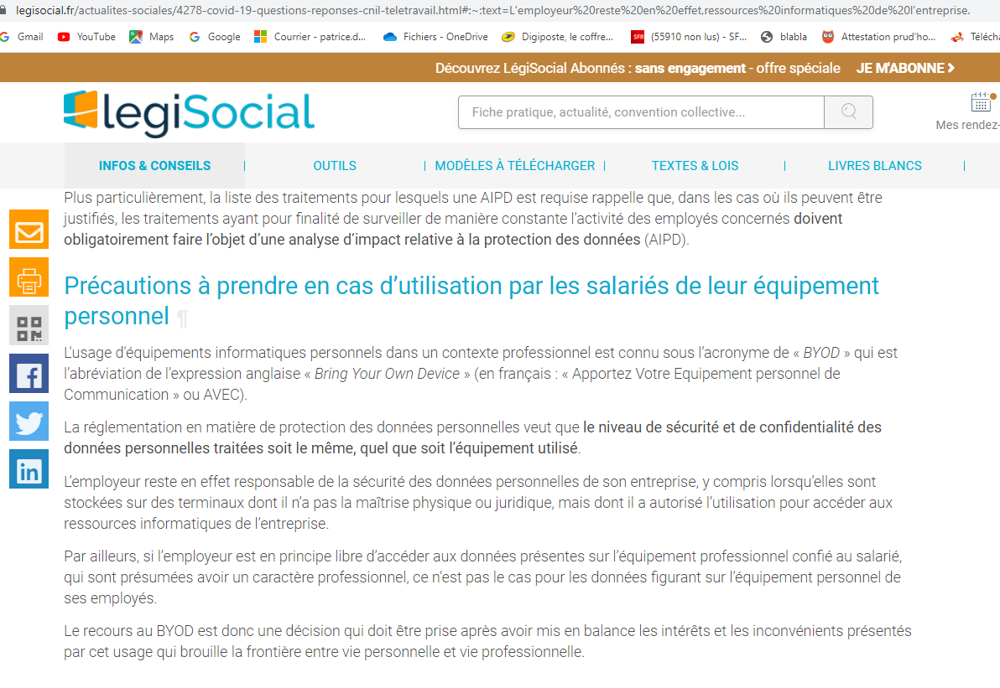 legisocial.fr/actualites-sociales/4278-covid-19-questions-reponses-cnil-teletravail.html#:~:text=L'employeur%20reste%20en%20effet,ressources%20informatiques%20de%20l'entreprise.
Gmail YouTube Maps Google Courrier - patrice.d... Fichiers - OneDrive Digiposte, le coffre... SFR (55910 non lus) - SF... blabla Attestation prud'ho... Téléch
Découvrez LégiSocial Abonnés : sans engagement - offre spéciale JE M'ABONNE
legiSocial
Fiche pratique, actualité, convention collective...
Mes rendez-
INFOS & CONSEILS | OUTILS | MODÈLES À TÉLÉCHARGER | TEXTES & LOIS | LIVRES BLANCS |
Plus particulièrement, la liste des traitements pour lesquels une AIPD est requise rappelle que, dans les cas où ils peuvent être
justifiés, les traitements ayant pour finalité de surveiller de manière constante l’activité des employés concernés doivent
obligatoirement faire l’objet d’une analyse d’impact relative à la protection des données (AIPD).
Précautions à prendre en cas d’utilisation par les salariés de leur équipement
personnel ¶
L'usage d'équipements informatiques personnels dans un contexte professionnel est connu sous l’acronyme de « BYOD » qui est
l’abréviation de l’expression anglaise « Bring Your Own Device » (en français : « Apportez Votre Equipement personnel de
Communication » ou AVEC).
La réglementation en matière de protection des données personnelles veut que le niveau de sécurité et de confidentialité des
données personnelles traitées soit le même, quel que soit l’équipement utilisé.
L’employeur reste en effet responsable de la sécurité des données personnelles de son entreprise, y compris lorsqu’elles sont
stockées sur des terminaux dont il n’a pas la maîtrise physique ou juridique, mais dont il a autorisé l’utilisation pour accéder aux
ressources informatiques de l’entreprise.
Par ailleurs, si l’employeur est en principe libre d’accéder aux données présentes sur l’équipement professionnel confié au salarié,
qui sont présumées avoir un caractère professionnel, ce n’est pas le cas pour les données figurant sur l’équipement personnel de
ses employés.
Le recours au BYOD est donc une décision qui doit être prise après avoir mis en balance les intérêts et les inconvénients présentés
par cet usage qui brouille la frontière entre vie personnelle et vie professionnelle.